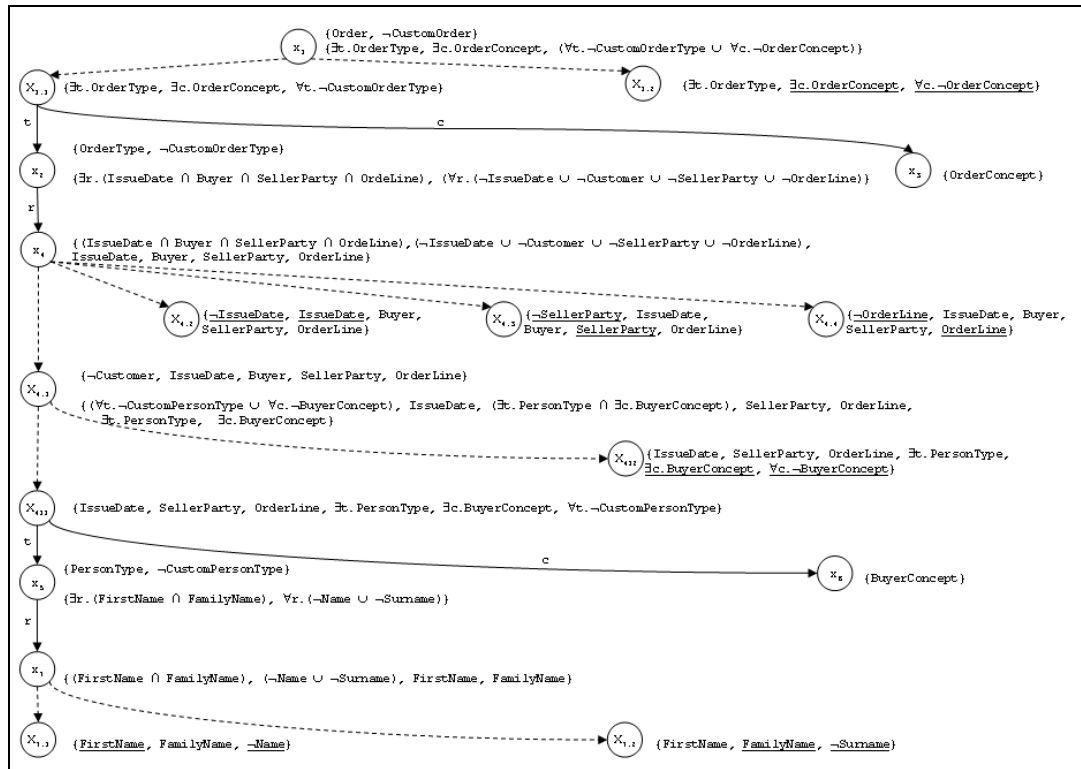 x₁ {Order, ¬CustomOrder}
{∃t.OrderType, ∃c.OrderConcept, (∀t.¬CustomOrderType ∪ ∀c.¬OrderConcept)}
X₁.₁ {∃t.OrderType, ∃c.OrderConcept, ∀t.¬CustomOrderType}
X₁.₂ {∃t.OrderType, ∃c.OrderConcept, ∀c.¬OrderConcept}
t
c
{OrderType, ¬CustomOrderType}
x₂ {∃r.(IssueDate ∩ Buyer ∩ SellerParty ∩ OrdeLine), (∀r.(¬IssueDate ∪ ¬Customer ∪ ¬SellerParty ∪ ¬OrderLine)}
x₃ {OrderConcept}
r
x₄ {(IssueDate ∩ Buyer ∩ SellerParty ∩ OrdeLine),(¬IssueDate ∪ ¬Customer ∪ ¬SellerParty ∪ ¬OrderLine),
IssueDate, Buyer, SellerParty, OrderLine}
X₄.₂ {¬IssueDate, IssueDate, Buyer,
SellerParty, OrderLine}
X₄.₃ {¬SellerParty, IssueDate,
Buyer, SellerParty, OrderLine}
X₄.₄ {¬OrderLine, IssueDate, Buyer,
SellerParty, OrderLine}
X₄.₁ {¬Customer, IssueDate, Buyer, SellerParty, OrderLine}
{(∀t.¬CustomPersonType ∪ ∀c.¬BuyerConcept), IssueDate, (∃t.PersonType ∩ ∃c.BuyerConcept), SellerParty, OrderLine,
∃t.PersonType, ∃c.BuyerConcept}
X₄₁₂ {IssueDate, SellerParty, OrderLine, ∃t.PersonType,
∃c.BuyerConcept, ∀c.¬BuyerConcept}
X₄₁₁ {IssueDate, SellerParty, OrderLine, ∃t.PersonType, ∃c.BuyerConcept, ∀t.¬CustomPersonType}
t
c
x₅ {PersonType, ¬CustomPersonType}
{∃r.(FirstName ∩ FamilyName), ∀r.(¬Name ∪ ¬Surname)}
x₆ {BuyerConcept}
r
x₇ {(FirstName ∩ FamilyName), (¬Name ∪ ¬Surname), FirstName, FamilyName}
X₇.₁ {FirstName, FamilyName, ¬Name}
X₇.₂ {FirstName, FamilyName, ¬Surname}